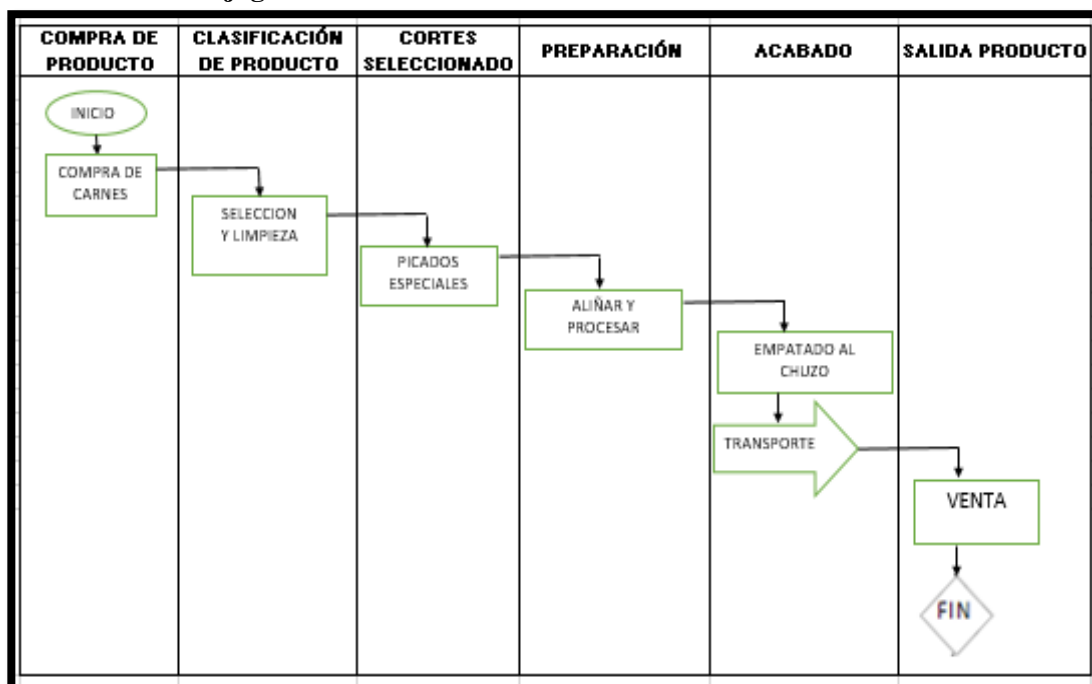 COMPRA DE
PRODUCTO
CLASIFICACIÓN
DE PRODUCTO
CORTES
SELECCIONADO
PREPARACIÓN
ACABADO
SALIDA PRODUCTO
INICIO
COMPRA DE
CARNES
SELECCION
Y LIMPIEZA
PICADOS
ESPECIALES
ALIÑAR Y
PROCESAR
EMPATADO AL
CHUZO
TRANSPORTE
VENTA
FIN